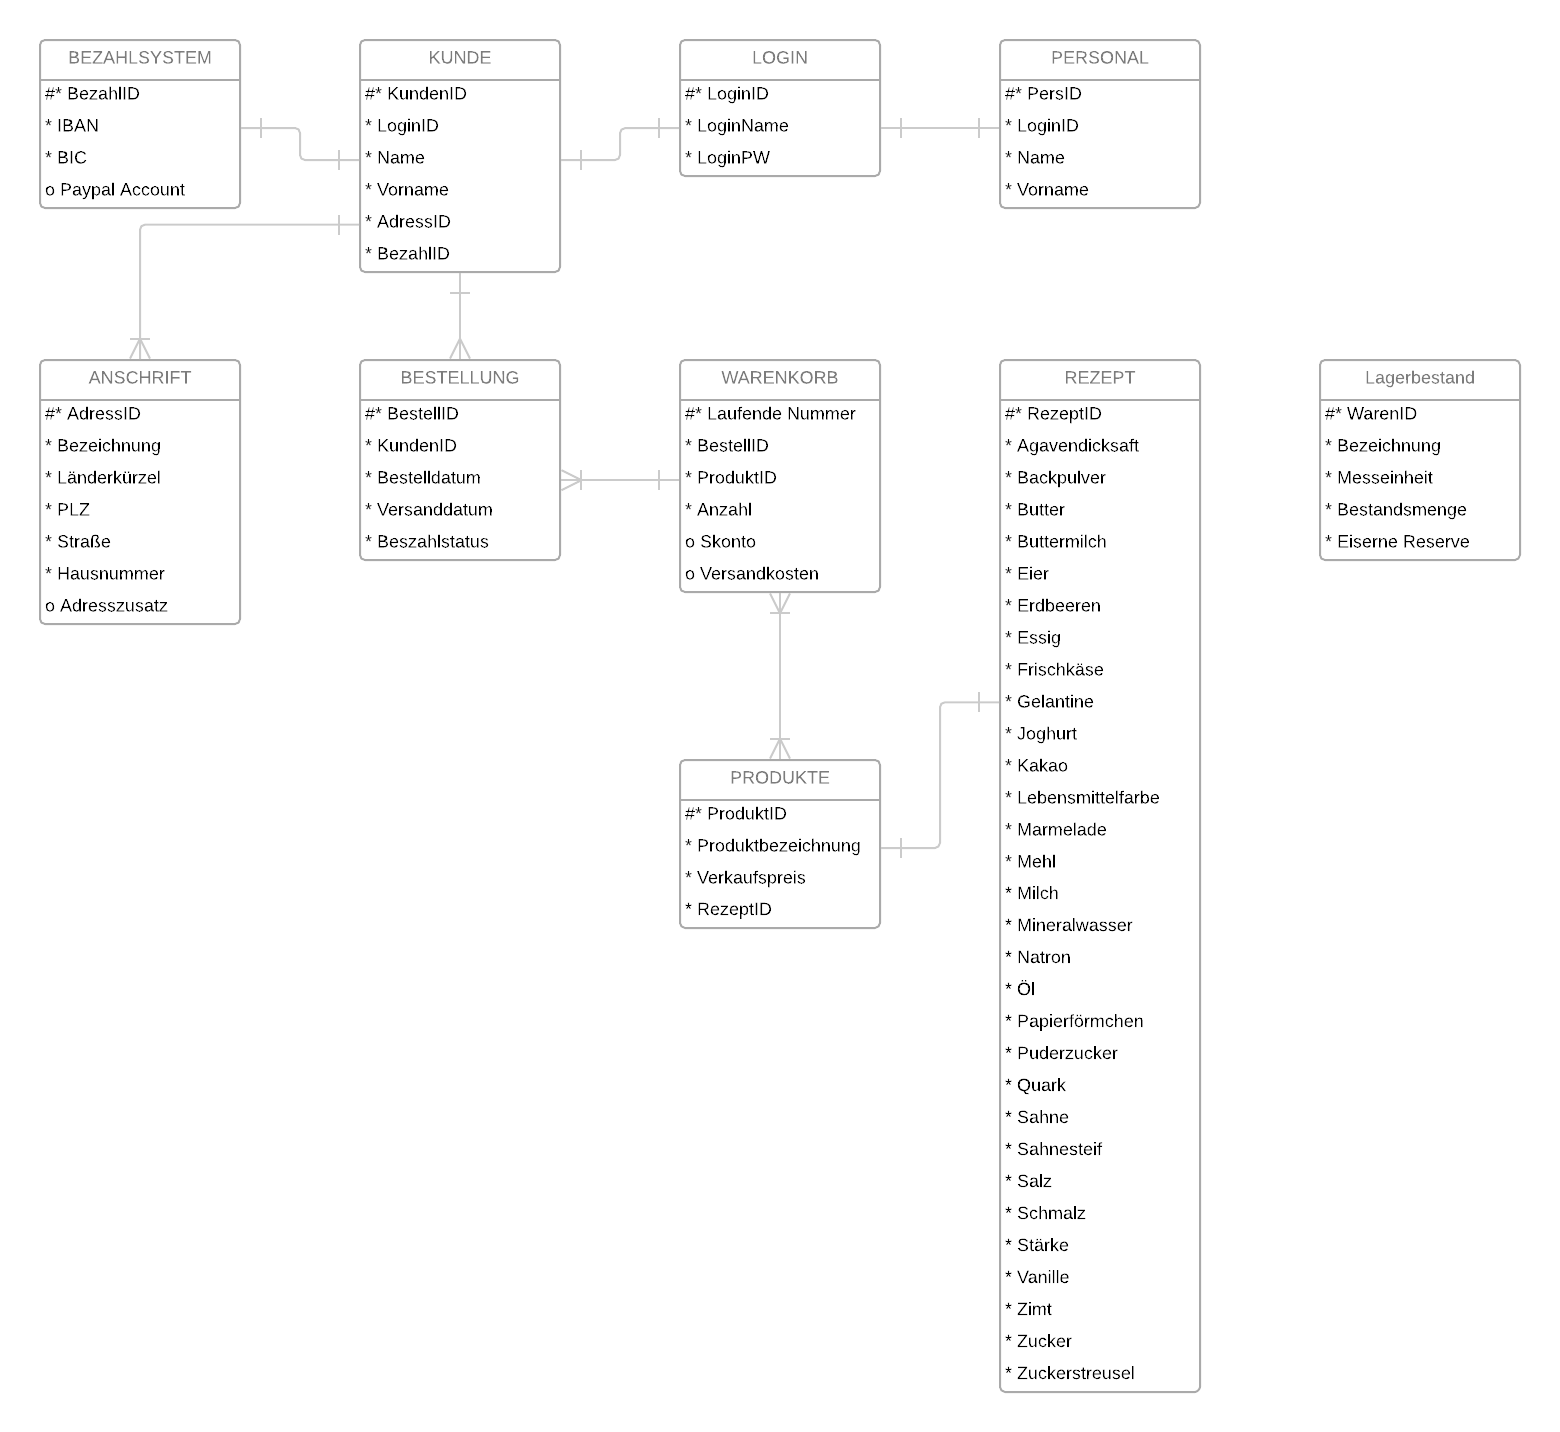 BEZAHLSYSTEM
#* BezahlID
* IBAN
* BIC
o Paypal Account
KUNDE
#* KundenID
* LoginID
* Name
* Vorname
* AdressID
* BezahlID
LOGIN
#* LoginID
* LoginName
* LoginPW
PERSONAL
#* PersID
* LoginID
* Name
* Vorname
ANSCHRIFT
#* AdressID
* Bezeichnung
* Länderkürzel
* PLZ
* Straße
* Hausnummer
o Adresszusatz
BESTELLUNG
#* BestellID
* KundenID
* Bestelldatum
* Versanddatum
* Beszahlstatus
WARENKORB
#* Laufende Nummer
* BestellID
* ProduktID
* Anzahl
o Skonto
o Versandkosten
PRODUKTE
#* ProduktID
* Produktbezeichnung
* Verkaufspreis
* RezeptID
REZEPT
#* RezeptID
* Agavendicksaft
* Backpulver
* Butter
* Buttermilch
* Eier
* Erdbeeren
* Essig
* Frischkäse
* Gelantine
* Joghurt
* Kakao
* Lebensmittelfarbe
* Marmelade
* Mehl
* Milch
* Mineralwasser
* Natron
* Öl
* Papierförmchen
* Puderzucker
* Quark
* Sahne
* Sahnesteif
* Salz
* Schmalz
* Stärke
* Vanille
* Zimt
* Zucker
* Zuckerstreusel
Lagerbestand
#* WarenID
* Bezeichnung
* Messeinheit
* Bestandsmenge
* Eiserne Reserve